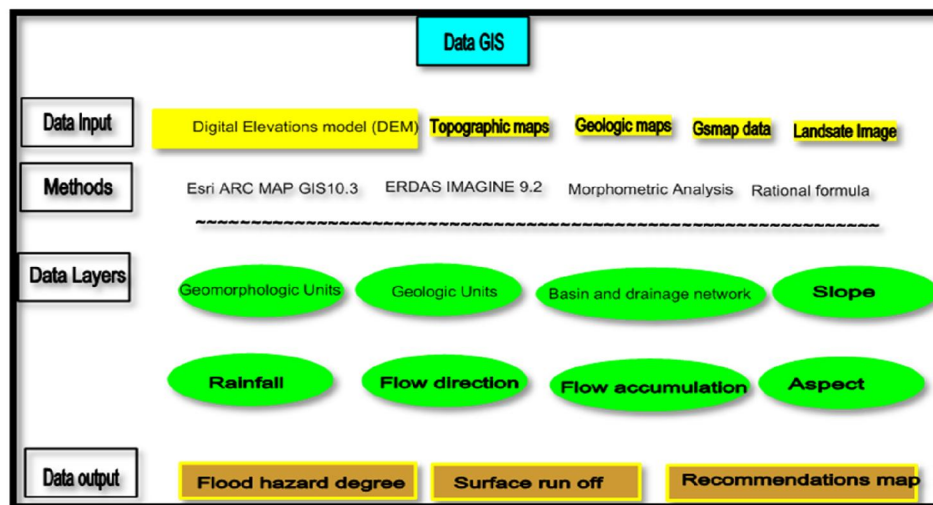 Data GIS
Data Input
Digital Elevations model (DEM) Topographic maps Geologic maps Gsmap data Landsate Image
Methods
Esri ARC MAP GIS10.3 ERDAS IMAGINE 9.2 Morphometric Analysis Rational formula
Data Layers
Geomorphologic Units Geologic Units Basin and drainage network Slope
Rainfall Flow direction Flow accumulation Aspect
Data output
Flood hazard degree Surface run off Recommendations map